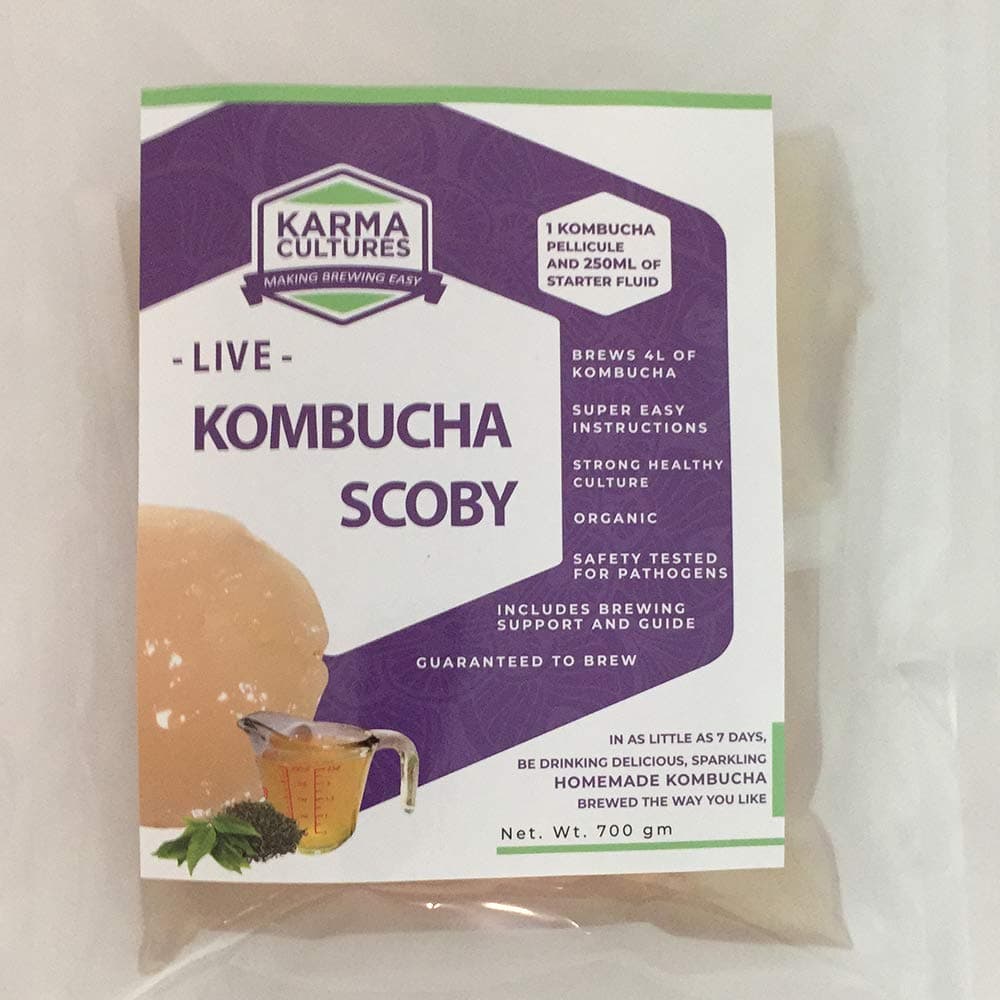 KARMA
CULTURES
MAKING BREWING EASY
1 KOMBUCHA
PELLICULE
AND 250ML OF
STARTER FLUID
- LIVE -
KOMBUCHA
SCOBY
BREWS 4L OF
KOMBUCHA
SUPER EASY
INSTRUCTIONS
STRONG HEALTHY
CULTURE
ORGANIC
SAFETY TESTED
FOR PATHOGENS
INCLUDES BREWING
SUPPORT AND GUIDE
GUARANTEED TO BREW
IN AS LITTLE AS 7 DAYS,
BE DRINKING DELICIOUS, SPARKLING
HOMEMADE KOMBUCHA
BREWED THE WAY YOU LIKE
Net. Wt. 700 gm